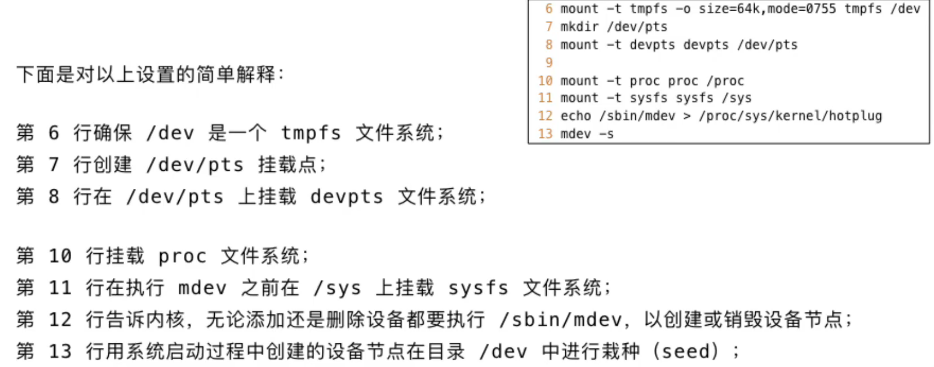 6 mount -t tmpfs -o size=64k,mode=0755 tmpfs /dev
7 mkdir /dev/pts
8 mount -t devpts devpts /dev/pts
9
10 mount -t proc proc /proc
11 mount -t sysfs sysfs /sys
12 echo /sbin/mdev > /proc/sys/kernel/hotplug
13 mdev -s
下面是对以上设置的简单解释：
第 6 行确保 /dev 是一个 tmpfs 文件系统；
第 7 行创建 /dev/pts 挂载点；
第 8 行在 /dev/pts 上挂载 devpts 文件系统；
第 10 行挂载 proc 文件系统；
第 11 行在执行 mdev 之前在 /sys 上挂载 sysfs 文件系统；
第 12 行告诉内核，无论添加还是删除设备都要执行 /sbin/mdev，以创建或销毁设备节点；
第 13 行用系统启动过程中创建的设备节点在目录 /dev 中进行栽种（seed）；